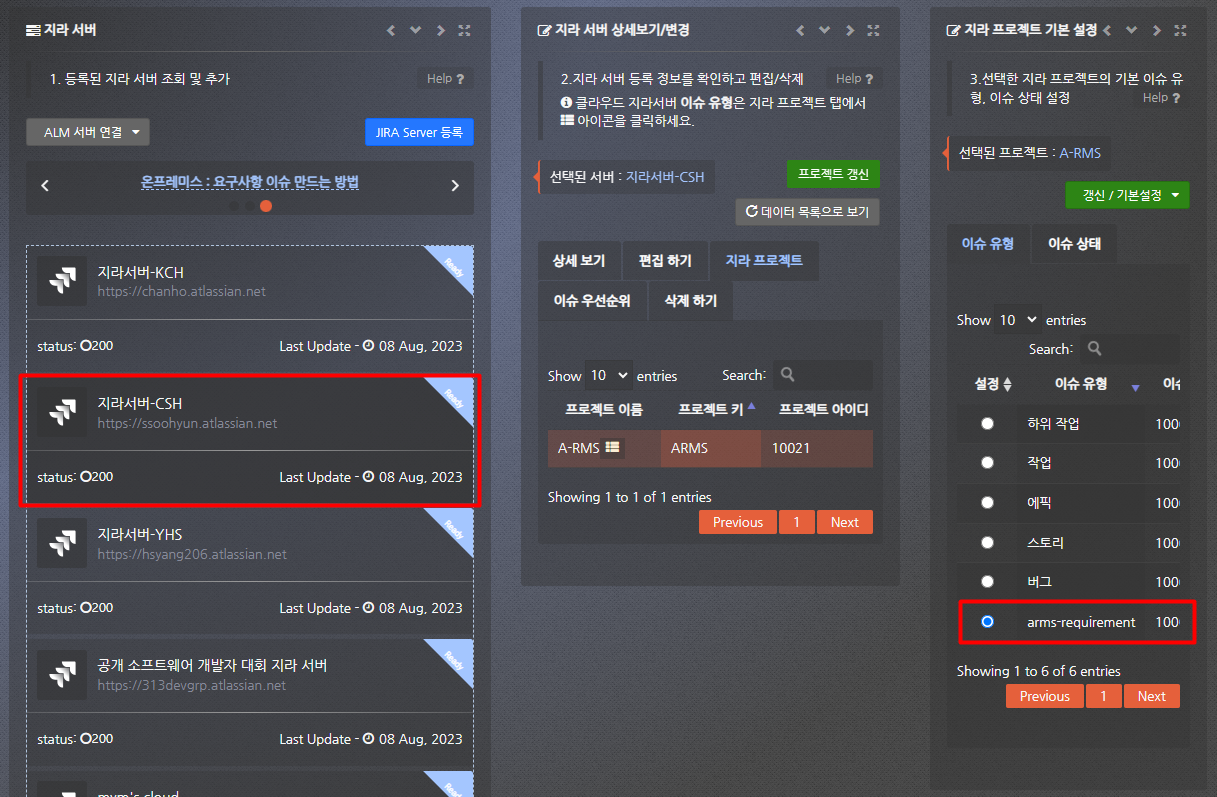 지라 서버
1. 등록된 지라 서버 조회 및 추가
Help ?
ALM 서버 연결
JIRA Server 등록
온프레미스 : 요구사항 이슈 만드는 방법
지라서버-KCH
https://chanho.atlassian.net
Ready
status: 200
Last Update - 08 Aug, 2023
지라서버-CSH
https://ssoohyun.atlassian.net
Ready
status: 200
Last Update - 08 Aug, 2023
지라서버-YHS
https://hsyang206.atlassian.net
Ready
status: 200
Last Update - 08 Aug, 2023
공개 소프트웨어 개발자 대회 지라 서버
https://313devgrp.atlassian.net
Ready
status: 200
Last Update - 08 Aug, 2023
Ready
지라 서버 상세보기/변경
2.지라 서버 등록 정보를 확인하고 편집/삭제
Help ?
클라우드 지라서버 이슈 유형은 지라 프로젝트 탭에서
아이콘을 클릭하세요.
선택된 서버 : 지라서버-CSH
프로젝트 갱신
데이터 목록으로 보기
상세 보기
편집 하기
지라 프로젝트
이슈 우선순위
삭제 하기
Show 10 entries
Search:
프로젝트 이름
프로젝트 키
프로젝트 아이디
A-RMS
ARMS
10021
Showing 1 to 1 of 1 entries
Previous
1
Next
지라 프로젝트 기본 설정
3.선택한 지라 프로젝트의 기본 이슈 유
형, 이슈 상태 설정
Help ?
선택된 프로젝트 : A-RMS
갱신 / 기본설정
이슈 유형
이슈 상태
Show 10 entries
Search:
설정
이슈 유형
하위 작업
100
작업
100
에픽
100
스토리
100
버그
100
arms-requirement
100
Showing 1 to 6 of 6 entries
Previous
1
Next